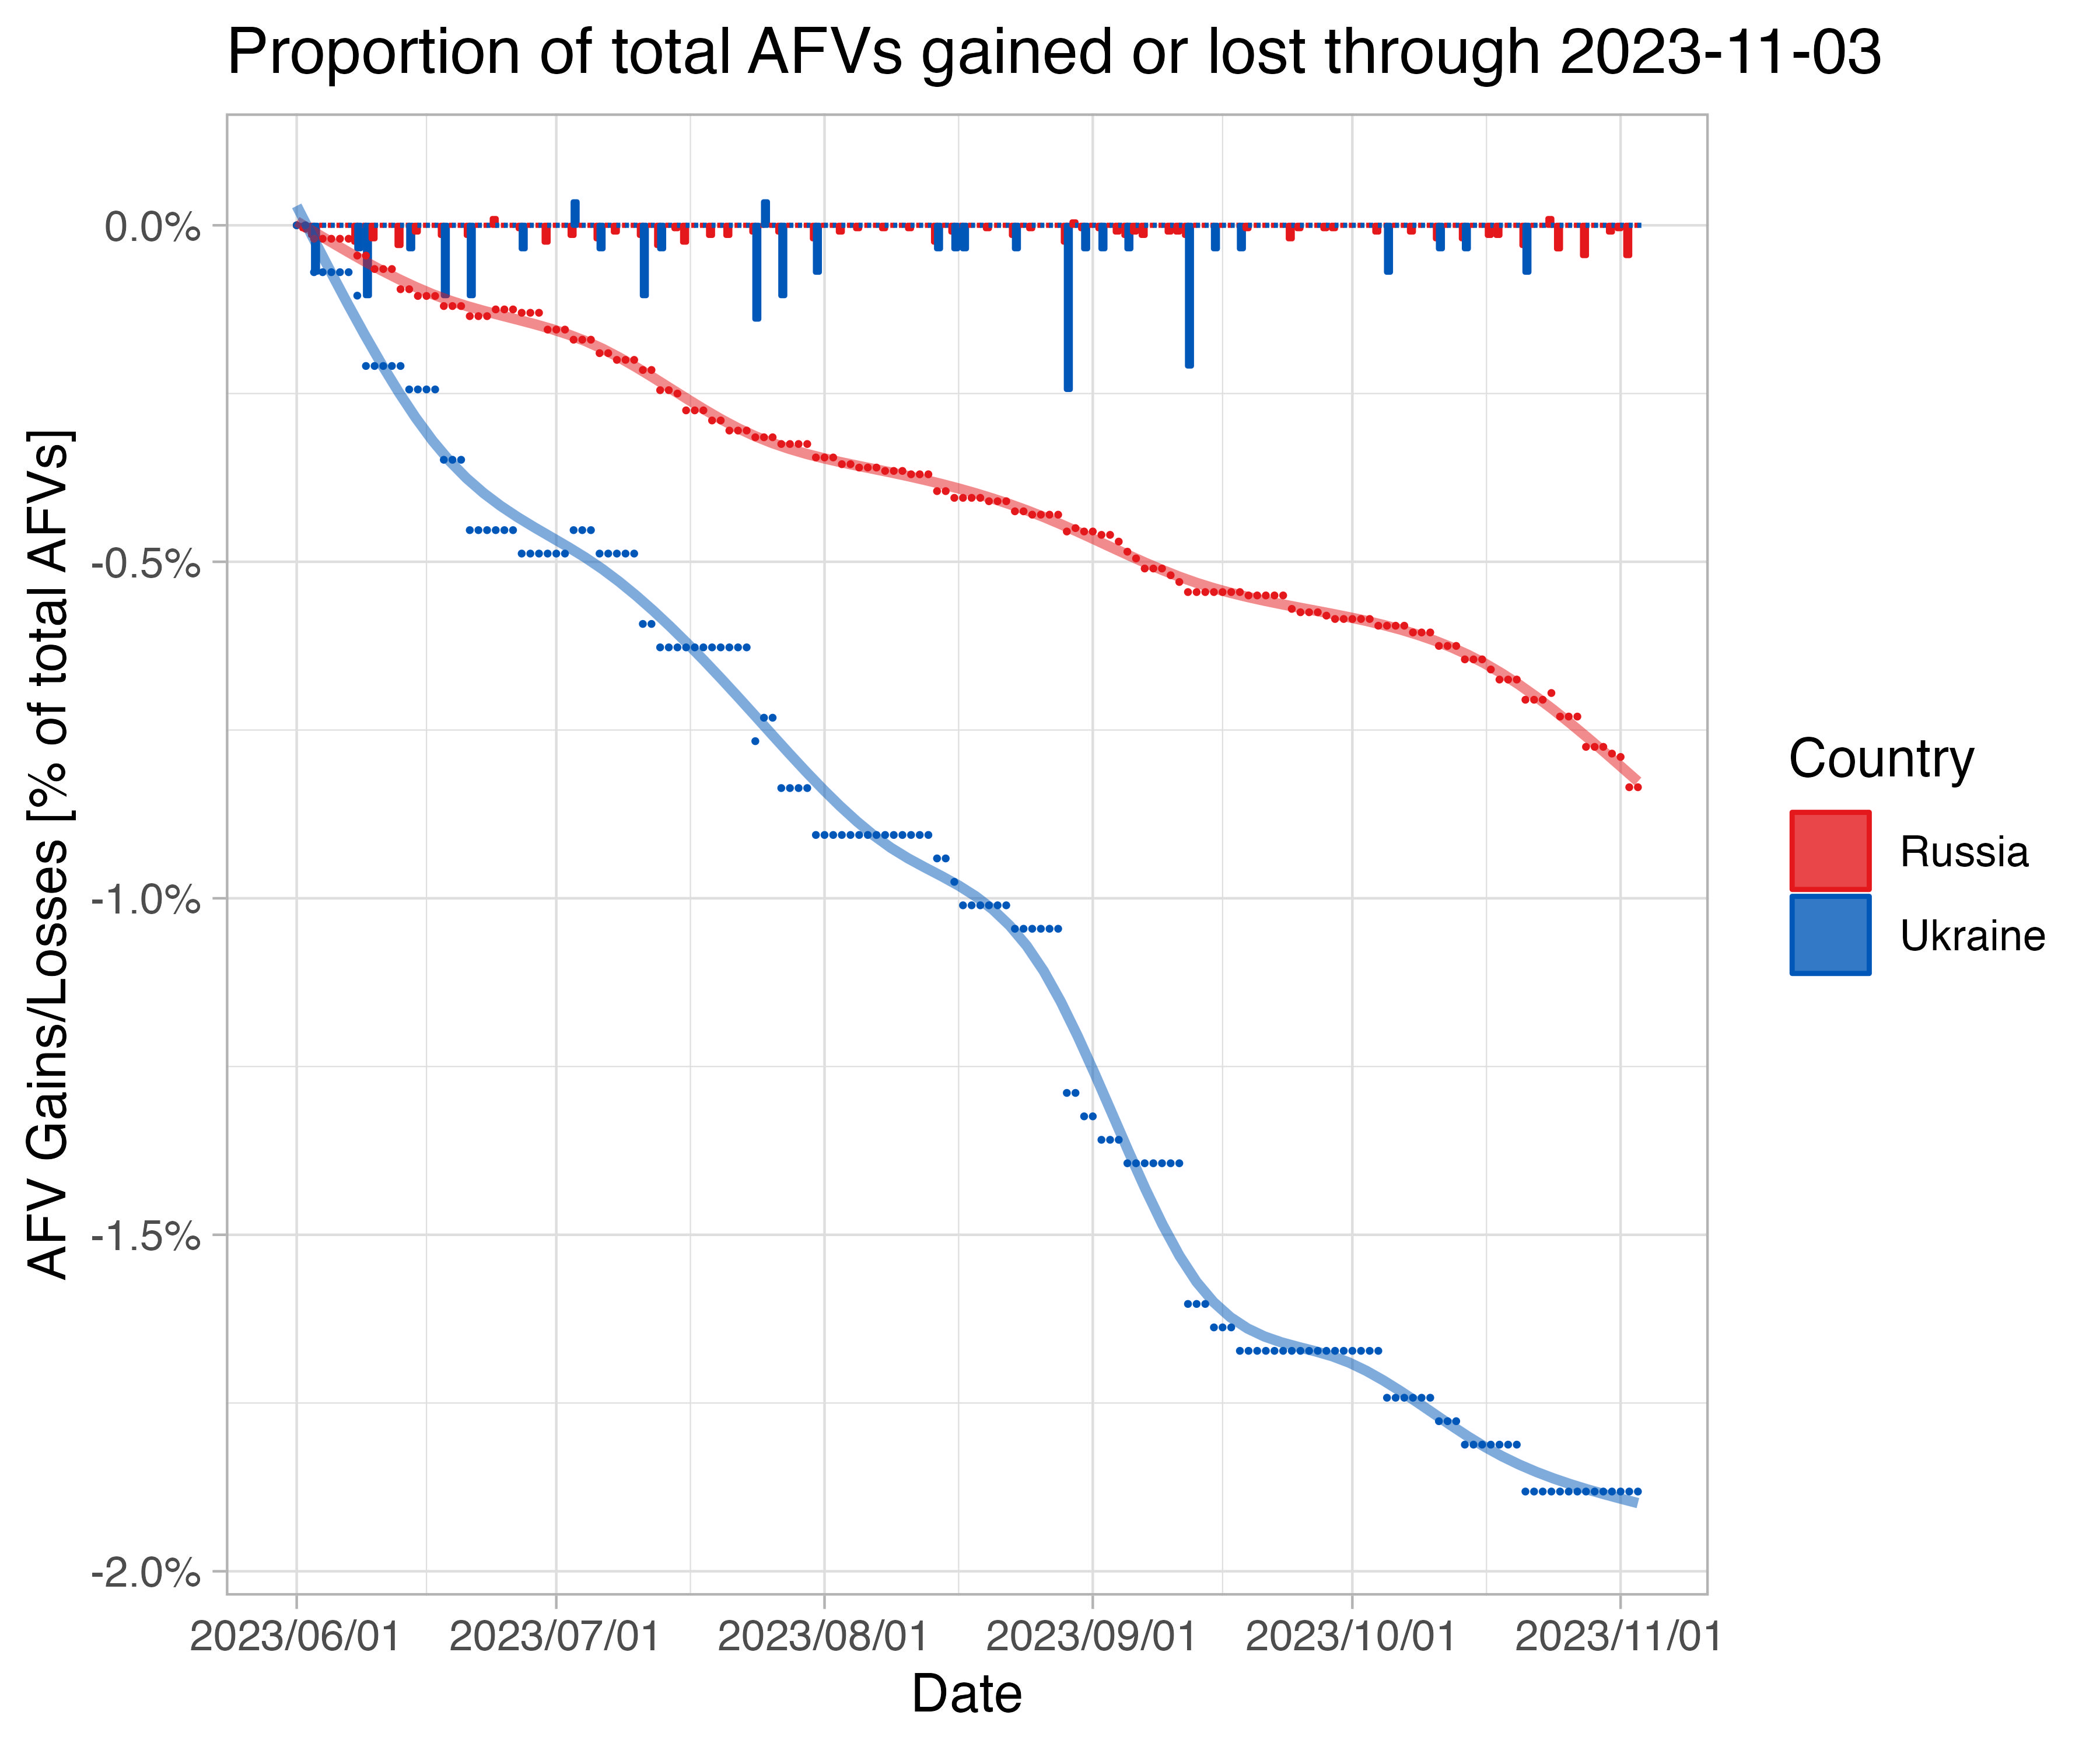 Proportion of total AFVs gained or lost through 2023-11-03
AFV Gains/Losses [% of total AFVs]
0.0%
-0.5%
-1.0%
-1.5%
-2.0%
2023/06/01
2023/07/01
2023/08/01
2023/09/01
2023/10/01
2023/11/01
Date
Country
Russia
Ukraine